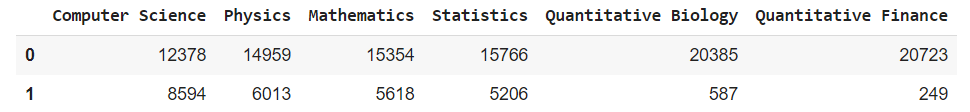 Computer Science Physics Mathematics Statistics Quantitative Biology Quantitative Finance
0 12378 14959 15354 15766 20385 20723
1 8594 6013 5618 5206 587 249